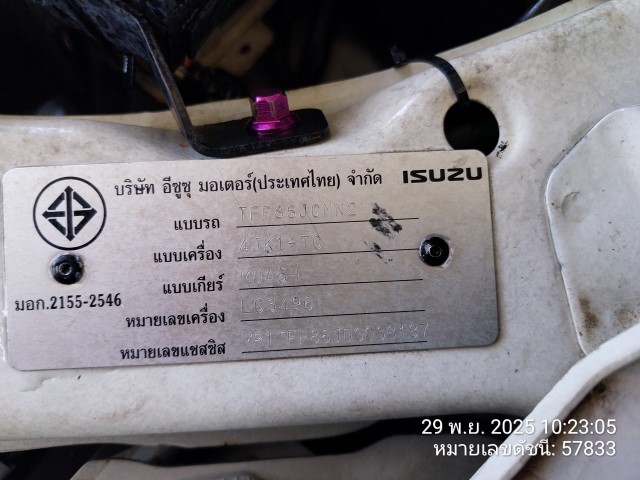 บริษัท อีซูซุ มอเตอร์(ประเทศไทย) จำกัด ISUZU
แบบรถ
แบบเครื่อง 4JK1-TC
แบบเกียร์
มอก.2155-2546
หมายเลขเครื่อง
หมายเลขแชสซิส
29 พ.ย. 2025 10:23:05
หมายเลขดัชนี: 57833